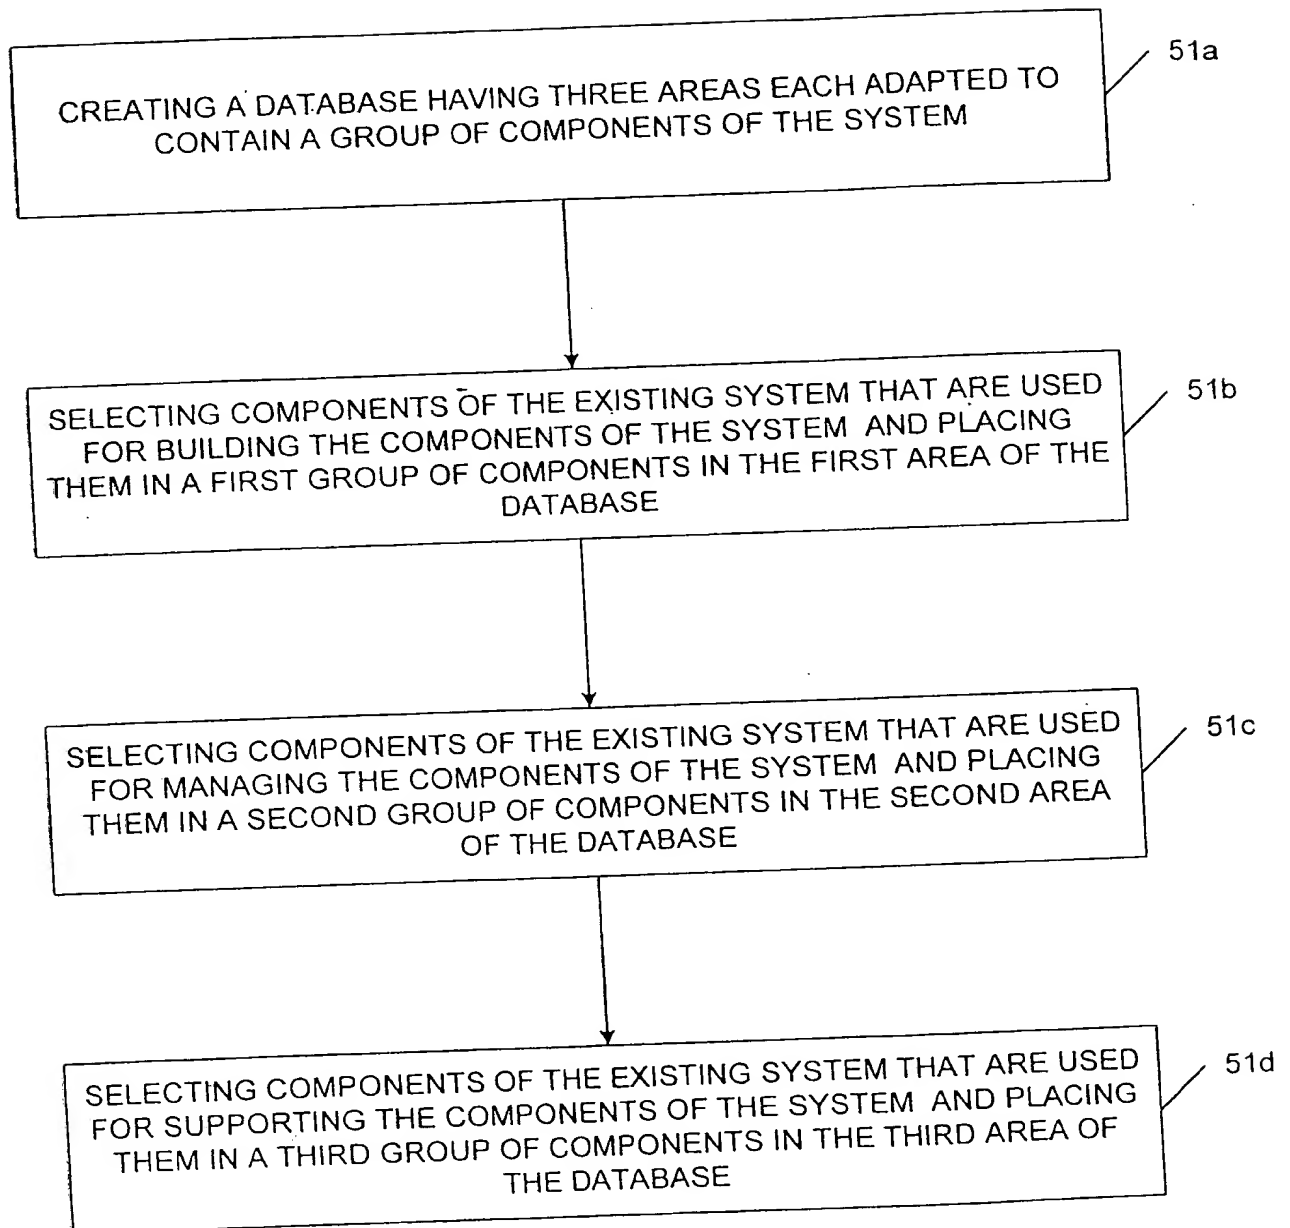 51a
CREATING A DATABASE HAVING THREE AREAS EACH ADAPTED TO
CONTAIN A GROUP OF COMPONENTS OF THE SYSTEM
51b
SELECTING COMPONENTS OF THE EXISTING SYSTEM THAT ARE USED
FOR BUILDING THE COMPONENTS OF THE SYSTEM AND PLACING
THEM IN A FIRST GROUP OF COMPONENTS IN THE FIRST AREA OF THE
DATABASE
51c
SELECTING COMPONENTS OF THE EXISTING SYSTEM THAT ARE USED
FOR MANAGING THE COMPONENTS OF THE SYSTEM AND PLACING
THEM IN A SECOND GROUP OF COMPONENTS IN THE SECOND AREA
OF THE DATABASE
51d
SELECTING COMPONENTS OF THE EXISTING SYSTEM THAT ARE USED
FOR SUPPORTING THE COMPONENTS OF THE SYSTEM AND PLACING
THEM IN A THIRD GROUP OF COMPONENTS IN THE THIRD AREA OF
THE DATABASE